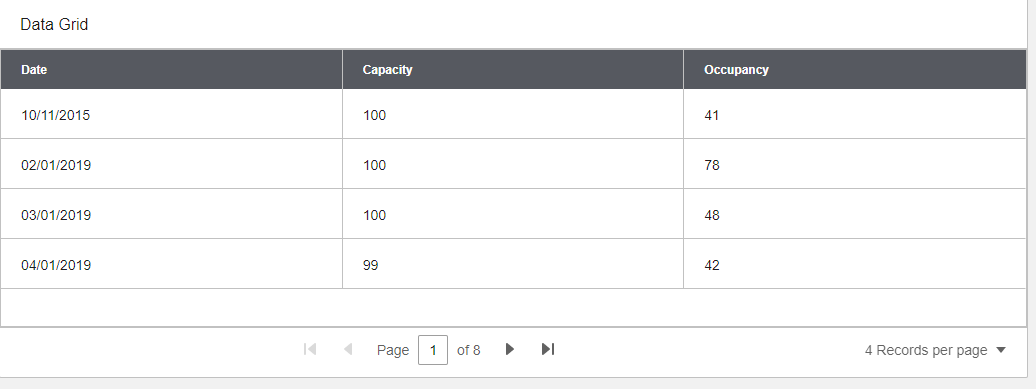 Data Grid
Date Capacity Occupancy
10/11/2015 100 41
02/01/2019 100 78
03/01/2019 100 48
04/01/2019 99 42
Page 1 of 8 4 Records per page